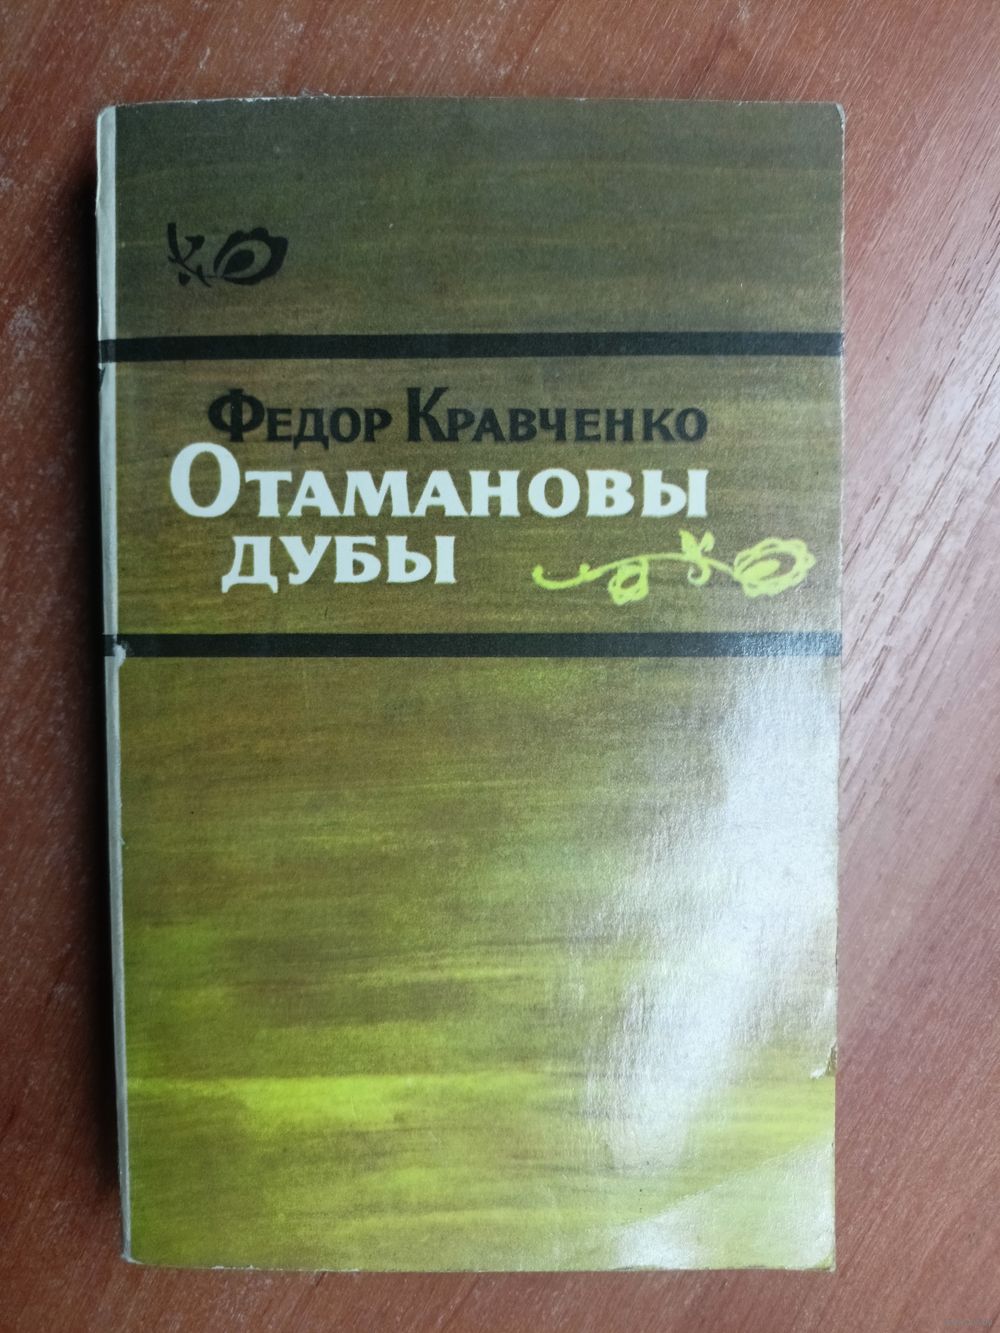 Федор Кравченко
Отамановы
дубы